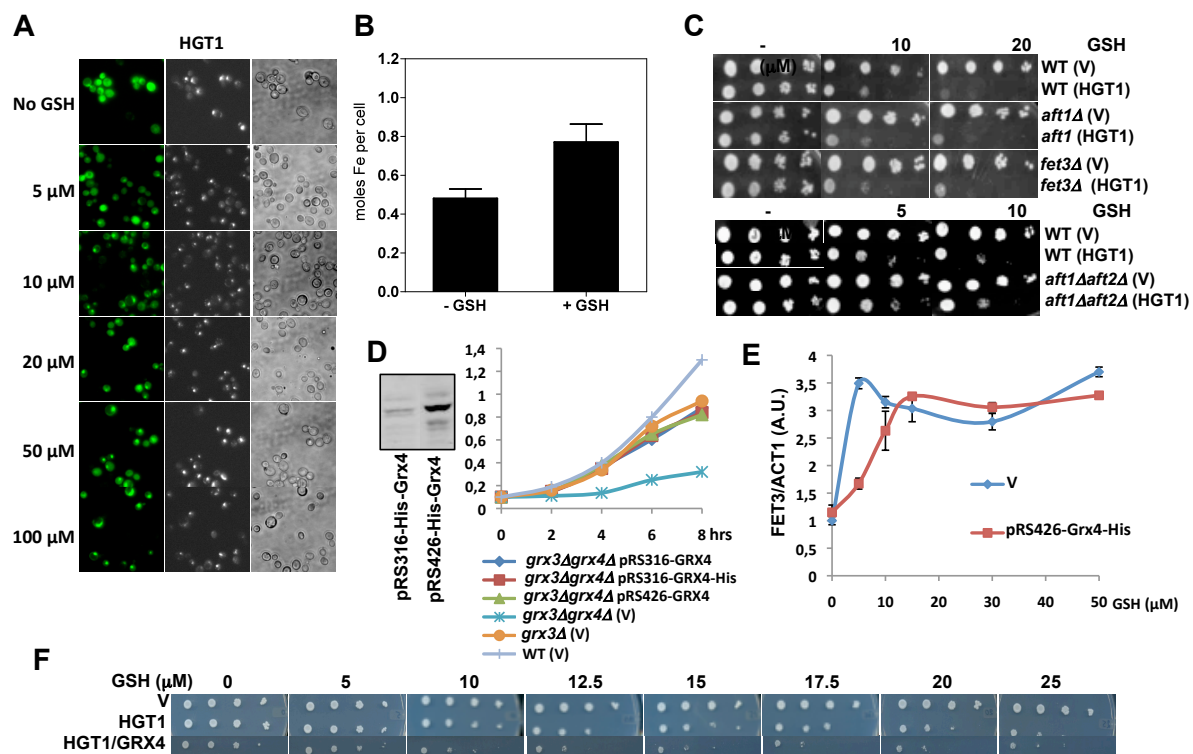 A
HGT1
No GSH
5 µM
10 µM
20 µM
50 µM
100 µM
B
moles Fe per cell
1.2
1.0
0.8
0.6
0.4
0.2
0.0
- GSH
+ GSH
C
- 10 20 GSH
(µM)
WT (V)
WT (HGT1)
aft1Δ (V)
aft1 (HGT1)
fet3Δ (V)
fet3Δ (HGT1)
- 5 10 GSH
WT (V)
WT (HGT1)
aft1Δaft2Δ (V)
aft1Δaft2Δ (HGT1)
D
pRS316-His-Grx4
pRS426-His-Grx4
1,4
1,2
1
0,8
0,6
0,4
0,2
0
0 2 4 6 8 hrs
grx3Δgrx4Δ pRS316-GRX4
grx3Δgrx4Δ pRS316-GRX4-His
grx3Δgrx4Δ pRS426-GRX4
grx3Δgrx4Δ (V)
grx3Δ (V)
WT (V)
E
FET3/ACT1 (A.U.)
4
3,5
3
2,5
2
1,5
1
0,5
0
0 10 20 30 40 50 GSH (µM)
V
pRS426-Grx4-His
F
GSH (µM) 0 5 10 12.5 15 17.5 20 25
V
HGT1
HGT1/GRX4